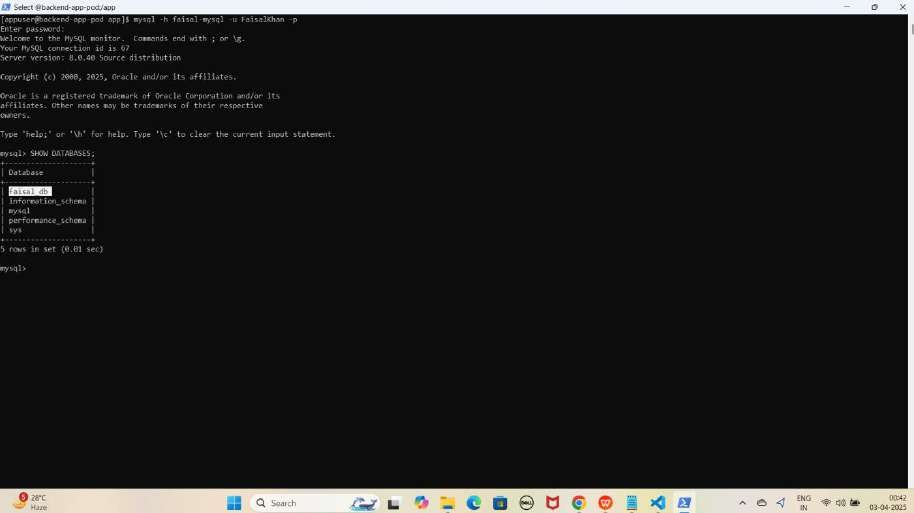 Select @backend-app-pod:/app
[appuser@backend-app-pod app]$ mysql -h faisal-mysql -u FaisalKhan -p
Enter password:
Welcome to the MySQL monitor.  Commands end with ; or \g.
Your MySQL connection id is 67
Server version: 8.0.40 Source distribution
Copyright (c) 2000, 2025, Oracle and/or its affiliates.
Oracle is a registered trademark of Oracle Corporation and/or its
affiliates. Other names may be trademarks of their respective
owners.
Type 'help;' or '\h' for help. Type '\c' to clear the current input statement.
mysql> SHOW DATABASES;
+--------------------+
| Database           |
+--------------------+
| faisal_db          |
| information_schema |
| mysql              |
| performance_schema |
| sys                |
+--------------------+
5 rows in set (0.01 sec)
mysql>
5
28°C
Haze
Search
ENG
IN
00:42
03-04-2025